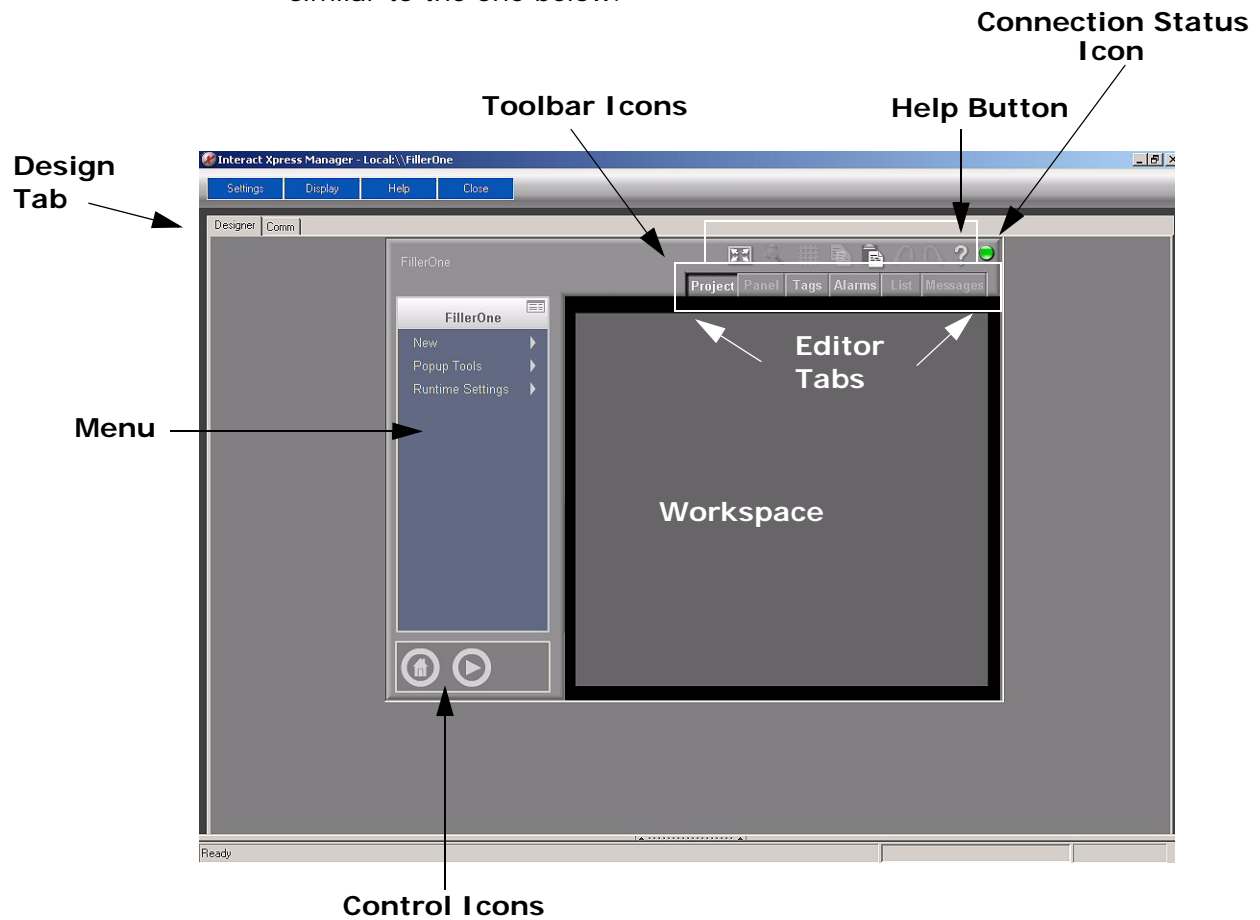 similar to the one below.
Connection Status
Icon
Toolbar Icons
Help Button
Design
Tab
Interact Xpress Manager - Local:\\FillerOne
Settings Display Help Close
Designer Comm
FillerOne
?
Project Panel Tags Alarms List Messages
FillerOne
New
Popup Tools
Runtime Settings
Editor
Tabs
Menu
Workspace
Ready
Control Icons